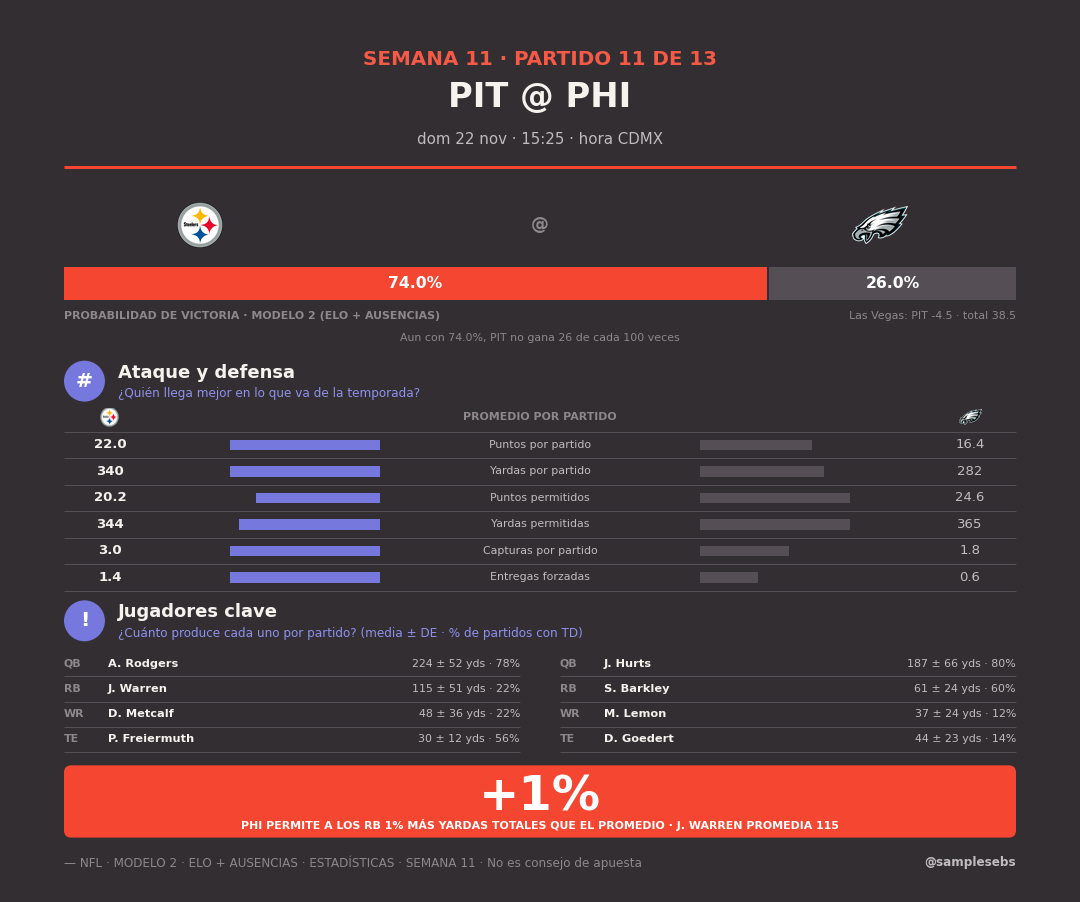 SEMANA 11 · PARTIDO 11 DE 13
PIT @ PHI
dom 22 nov · 15:25 · hora CDMX
Steelers
@
74.0%
26.0%
PROBABILIDAD DE VICTORIA · MODELO 2 (ELO + AUSENCIAS)
Las Vegas: PIT -4.5 · total 38.5
Aun con 74.0%, PIT no gana 26 de cada 100 veces
#
Ataque y defensa
¿Quién llega mejor en lo que va de la temporada?
PROMEDIO POR PARTIDO
22.0 Puntos por partido 16.4
340 Yardas por partido 282
20.2 Puntos permitidos 24.6
344 Yardas permitidas 365
3.0 Capturas por partido 1.8
1.4 Entregas forzadas 0.6
!
Jugadores clave
¿Cuánto produce cada uno por partido? (media ± DE · % de partidos con TD)
QB A. Rodgers 224 ± 52 yds · 78%
RB J. Warren 115 ± 51 yds · 22%
WR D. Metcalf 48 ± 36 yds · 22%
TE P. Freiermuth 30 ± 12 yds · 56%
QB J. Hurts 187 ± 66 yds · 80%
RB S. Barkley 61 ± 24 yds · 60%
WR M. Lemon 37 ± 24 yds · 12%
TE D. Goedert 44 ± 23 yds · 14%
+1%
PHI PERMITE A LOS RB 1% MÁS YARDAS TOTALES QUE EL PROMEDIO · J. WARREN PROMEDIA 115
— NFL · MODELO 2 · ELO + AUSENCIAS · ESTADÍSTICAS · SEMANA 11 · No es consejo de apuesta
@samplesebs